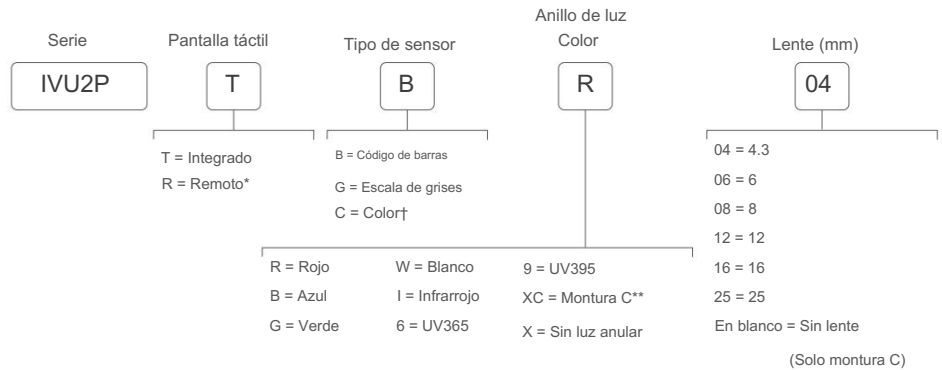 Serie
Pantalla táctil
Tipo de sensor
Anillo de luz
Color
Lente (mm)
IVU2P
T
B
R
04
T = Integrado
R = Remoto*
B = Código de barras
G = Escala de grises
C = Color†
R = Rojo
B = Azul
G = Verde
W = Blanco
I = Infrarrojo
6 = UV365
9 = UV395
XC = Montura C**
X = Sin luz anular
04 = 4.3
06 = 6
08 = 8
12 = 12
16 = 16
25 = 25
En blanco = Sin lente
(Solo montura C)